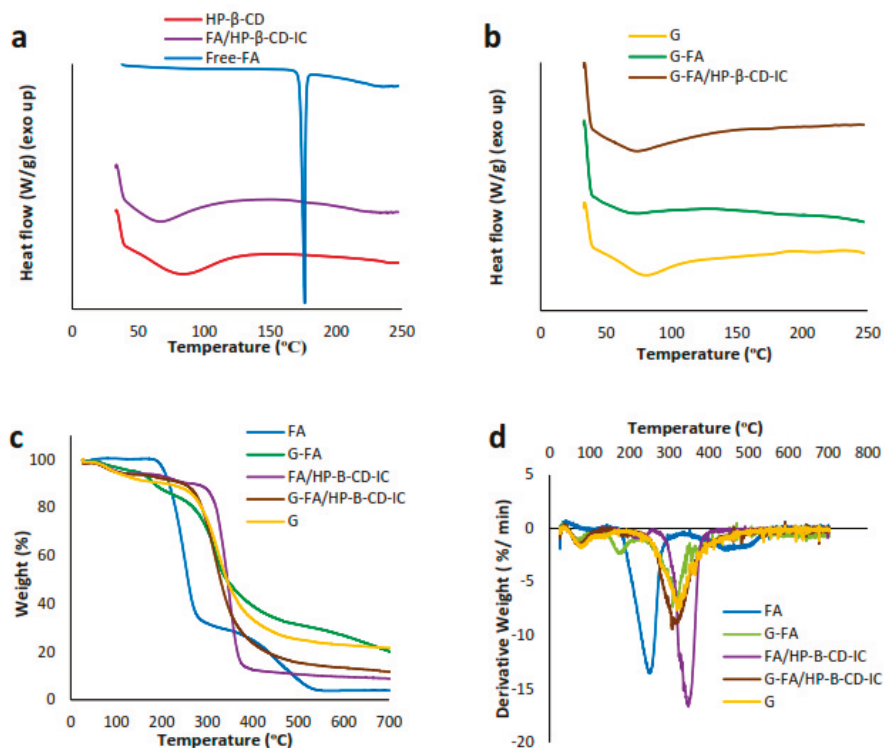 a
HP-β-CD
FA/HP-β-CD-IC
Free-FA
Heat flow (W/g) (exo up)
0 50 100 150 200 250
Temperature (°C)
b
G
G-FA
G-FA/HP-β-CD-IC
Heat flow (W/g) (exo up)
0 50 100 150 200 250
Temperature (°C)
c
FA
G-FA
FA/HP-B-CD-IC
G-FA/HP-B-CD-IC
G
Weight (%)
100
80
60
40
20
0
0 100 200 300 400 500 600 700
Temperature (°C)
d
Temperature (°C)
0 100 200 300 400 500 600 700 800
Derivative Weight ( %/ min)
5
0
-5
-10
-15
-20
FA
G-FA
FA/HP-B-CD-IC
G-FA/HP-B-CD-IC
G